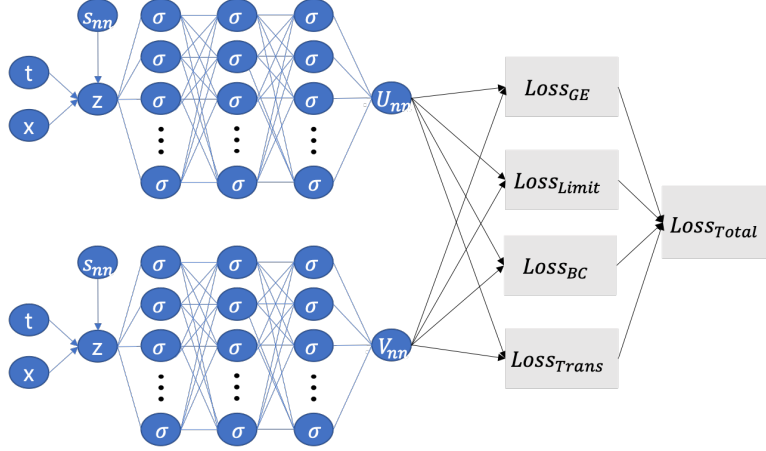 s_nn σ σ σ
t σ σ σ
z σ σ σ U_nn
x
σ σ σ
Loss_GE
Loss_Limit
Loss_Total
Loss_BC
Loss_Trans
s_nn σ σ σ
t σ σ σ
z σ σ σ V_nn
x
σ σ σ